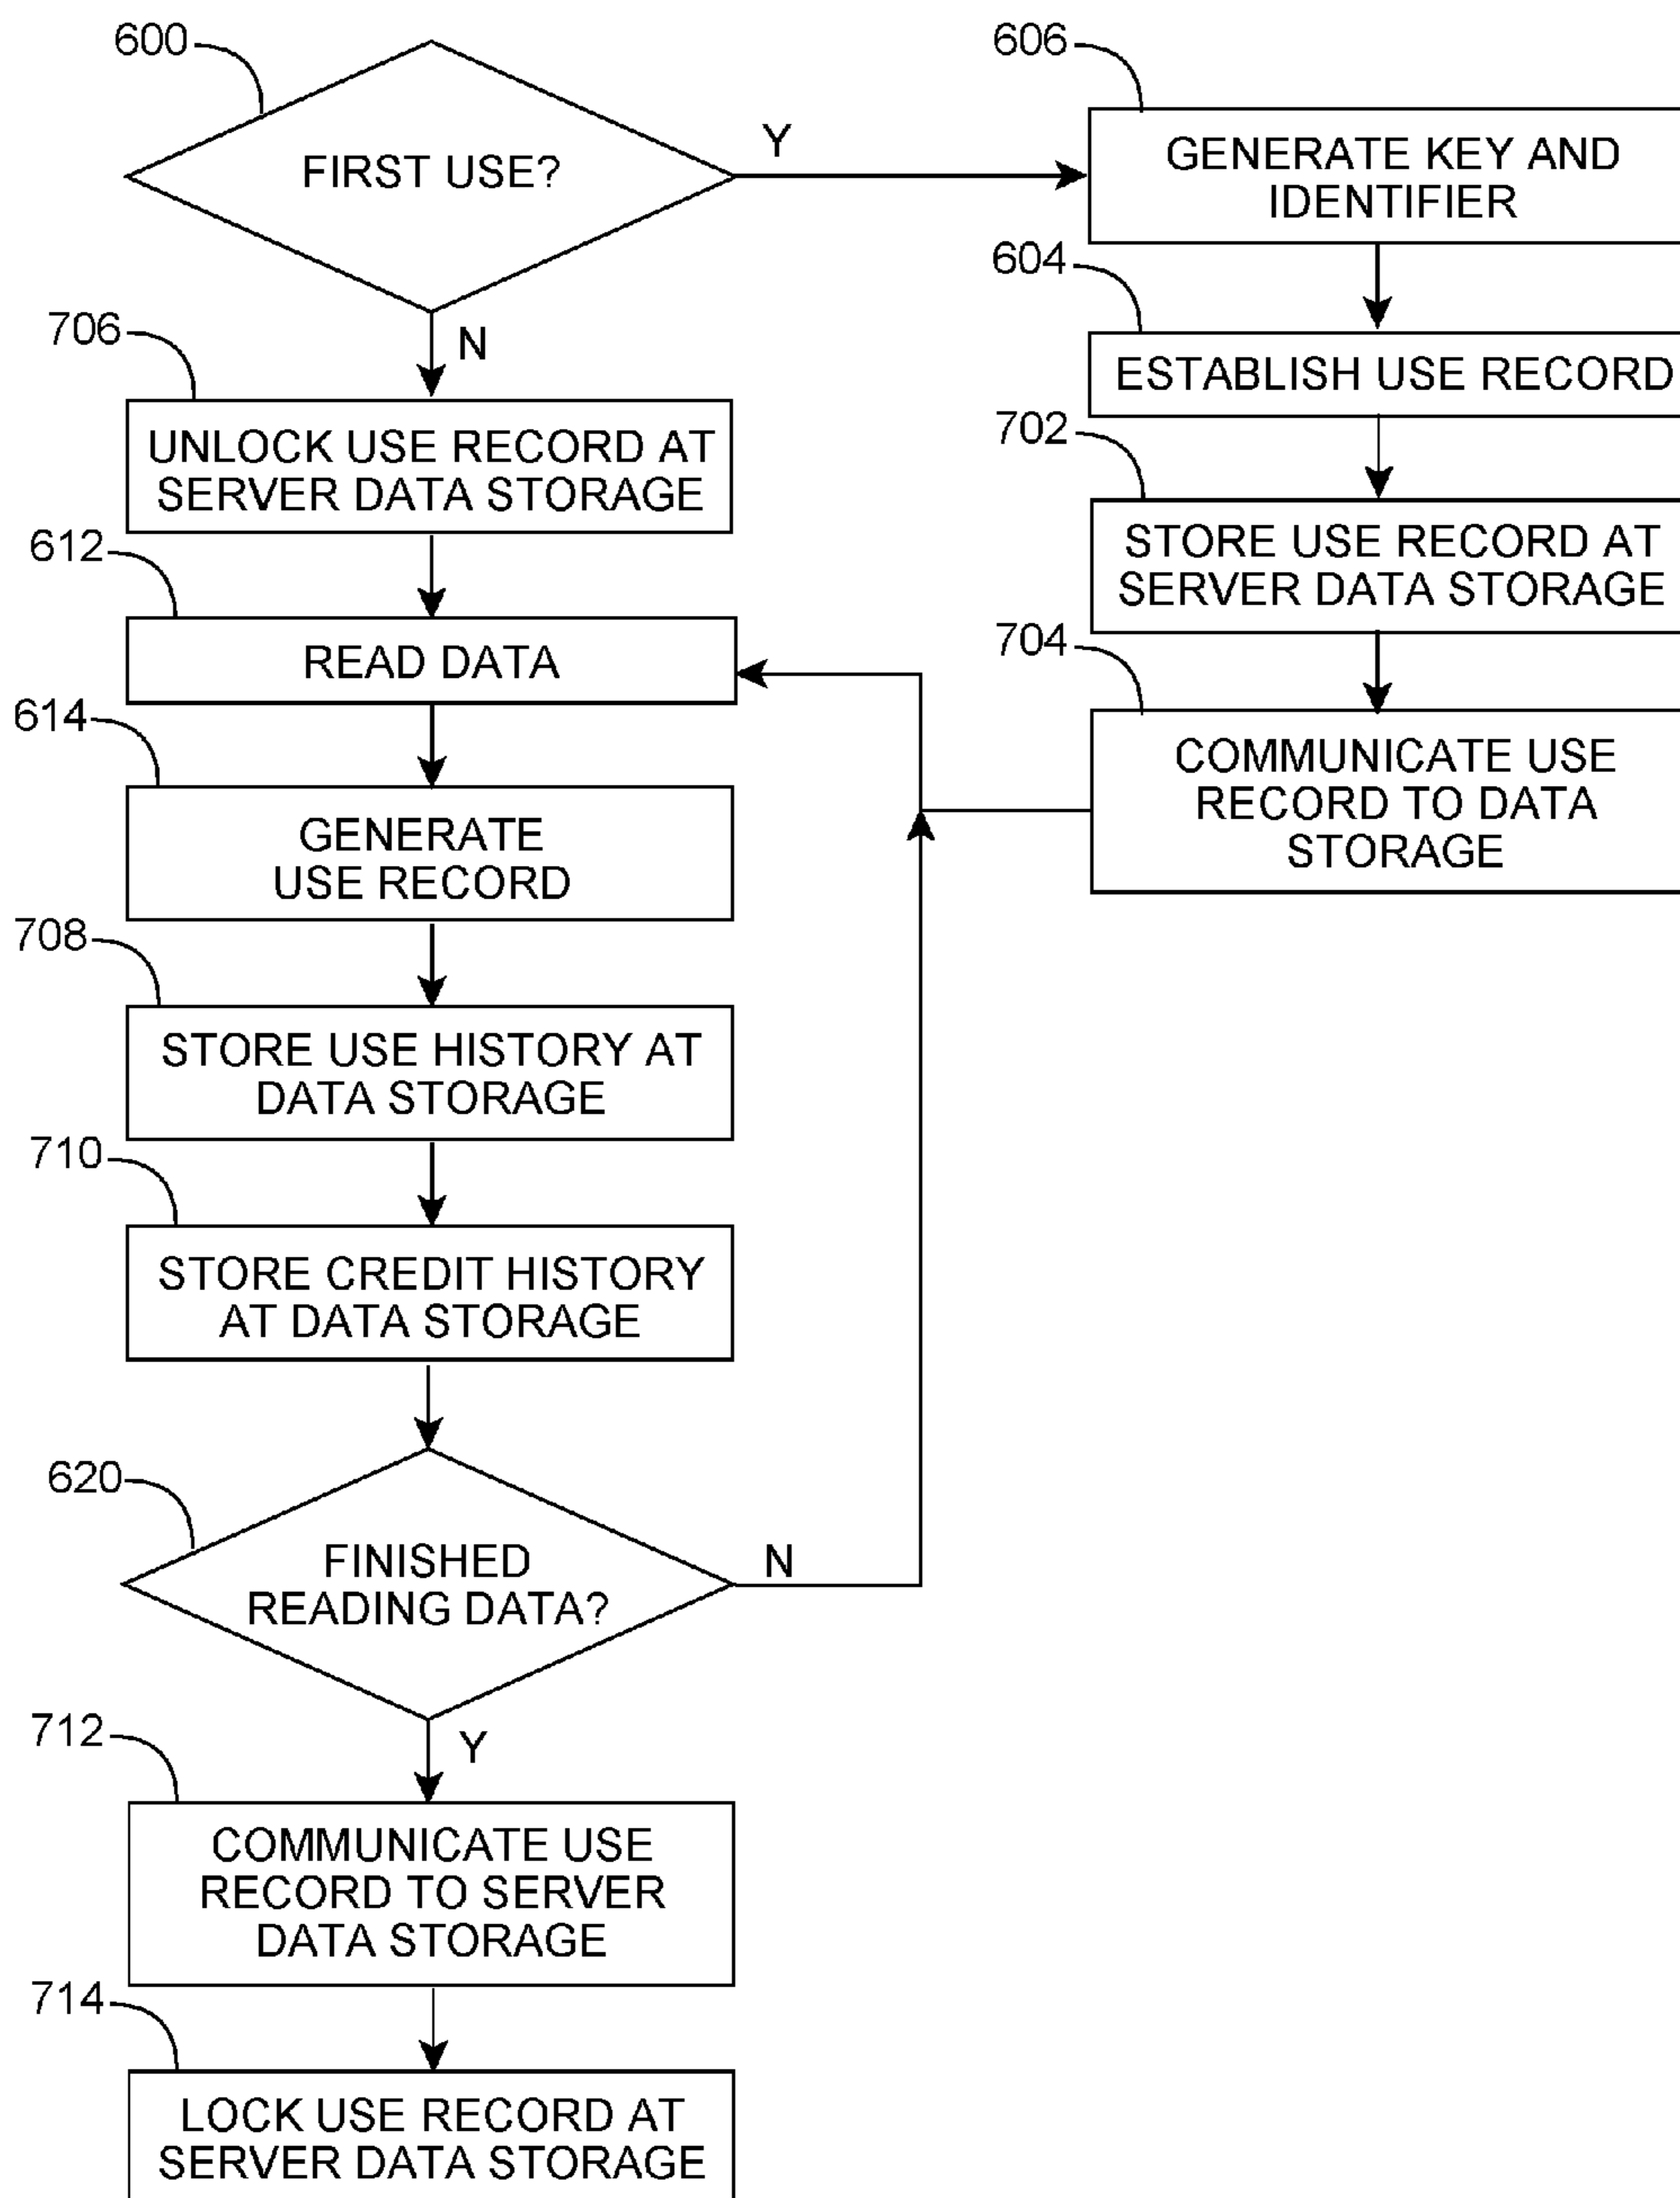 600
FIRST USE?
Y
N
606
GENERATE KEY AND
IDENTIFIER
604
ESTABLISH USE RECORD
702
STORE USE RECORD AT
SERVER DATA STORAGE
704
COMMUNICATE USE
RECORD TO DATA
STORAGE
706
UNLOCK USE RECORD AT
SERVER DATA STORAGE
612
READ DATA
614
GENERATE
USE RECORD
708
STORE USE HISTORY AT
DATA STORAGE
710
STORE CREDIT HISTORY
AT DATA STORAGE
620
FINISHED
READING DATA?
N
Y
712
COMMUNICATE USE
RECORD TO SERVER
DATA STORAGE
714
LOCK USE RECORD AT
SERVER DATA STORAGE